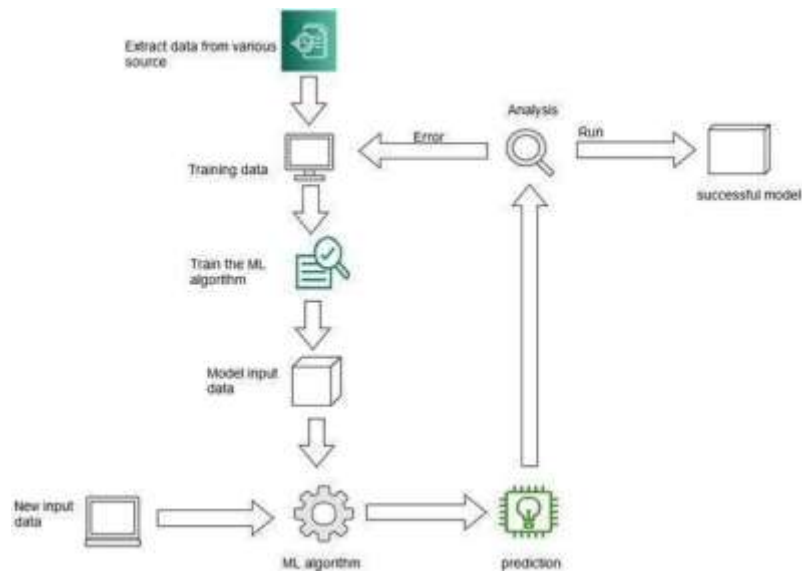 Extract data from various
source
Analysis
Error
Run
Training data
successful model
Train the ML
algorithm
Model input
data
New input
data
ML algorithm
prediction